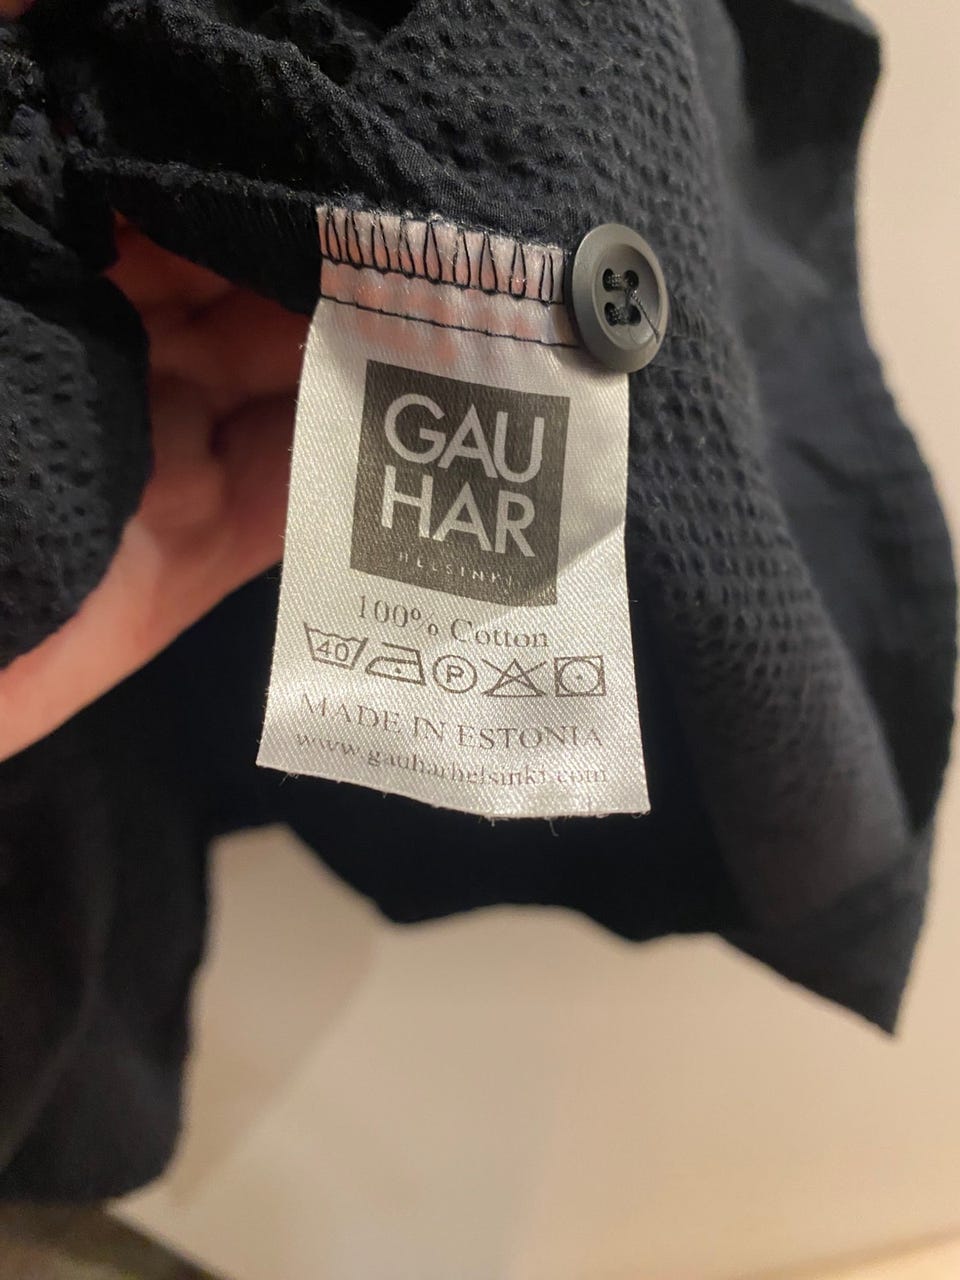 GAU
HAR
HELSINKI
100% Cotton
40 P
MADE IN ESTONIA
www.gauharhelsinki.com